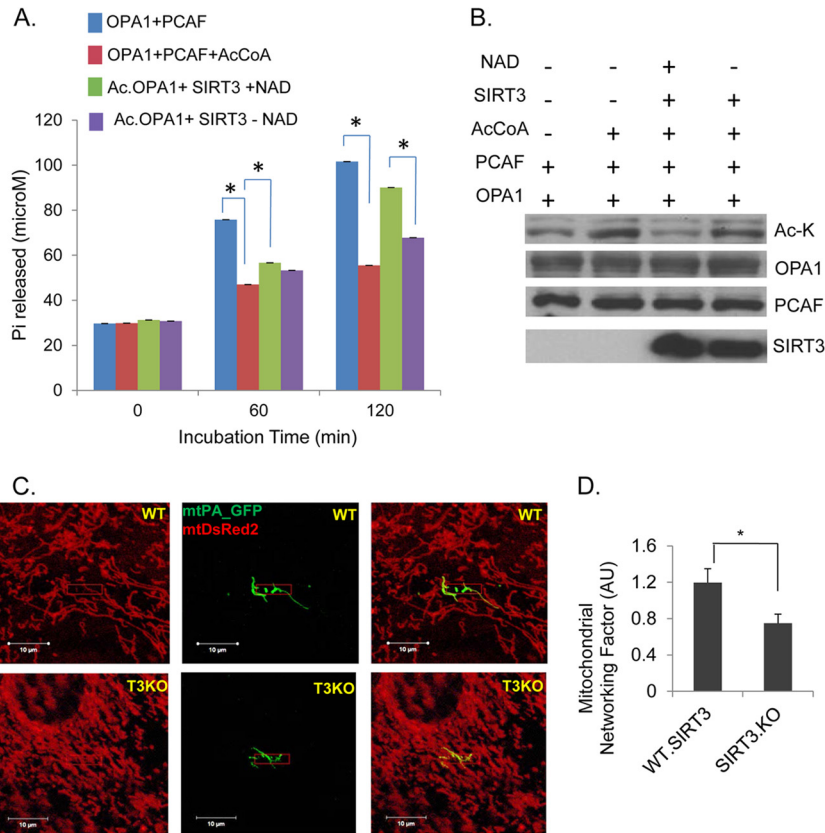 A.
OPA1+PCAF
OPA1+PCAF+AcCoA
Ac.OPA1+ SIRT3 +NAD
Ac.OPA1+ SIRT3 - NAD
Pi released (microM)
120
100
80
60
40
20
0
* * * *
0 60 120
Incubation Time (min)
B.
NAD - - + -
SIRT3 - - + +
AcCoA - + + +
PCAF + + + +
OPA1 + + + +
Ac-K
OPA1
PCAF
SIRT3
C.
WT
10 µm
mtPA_GFP
mtDsRed2
WT
10 µm
WT
10 µm
T3KO
10 µm
T3KO
10 µm
T3KO
10 µm
D.
Mitochondrial
Networking Factor (AU)
1.6
1.2
0.8
0.4
0
*
WT.SIRT3
SIRT3.KO